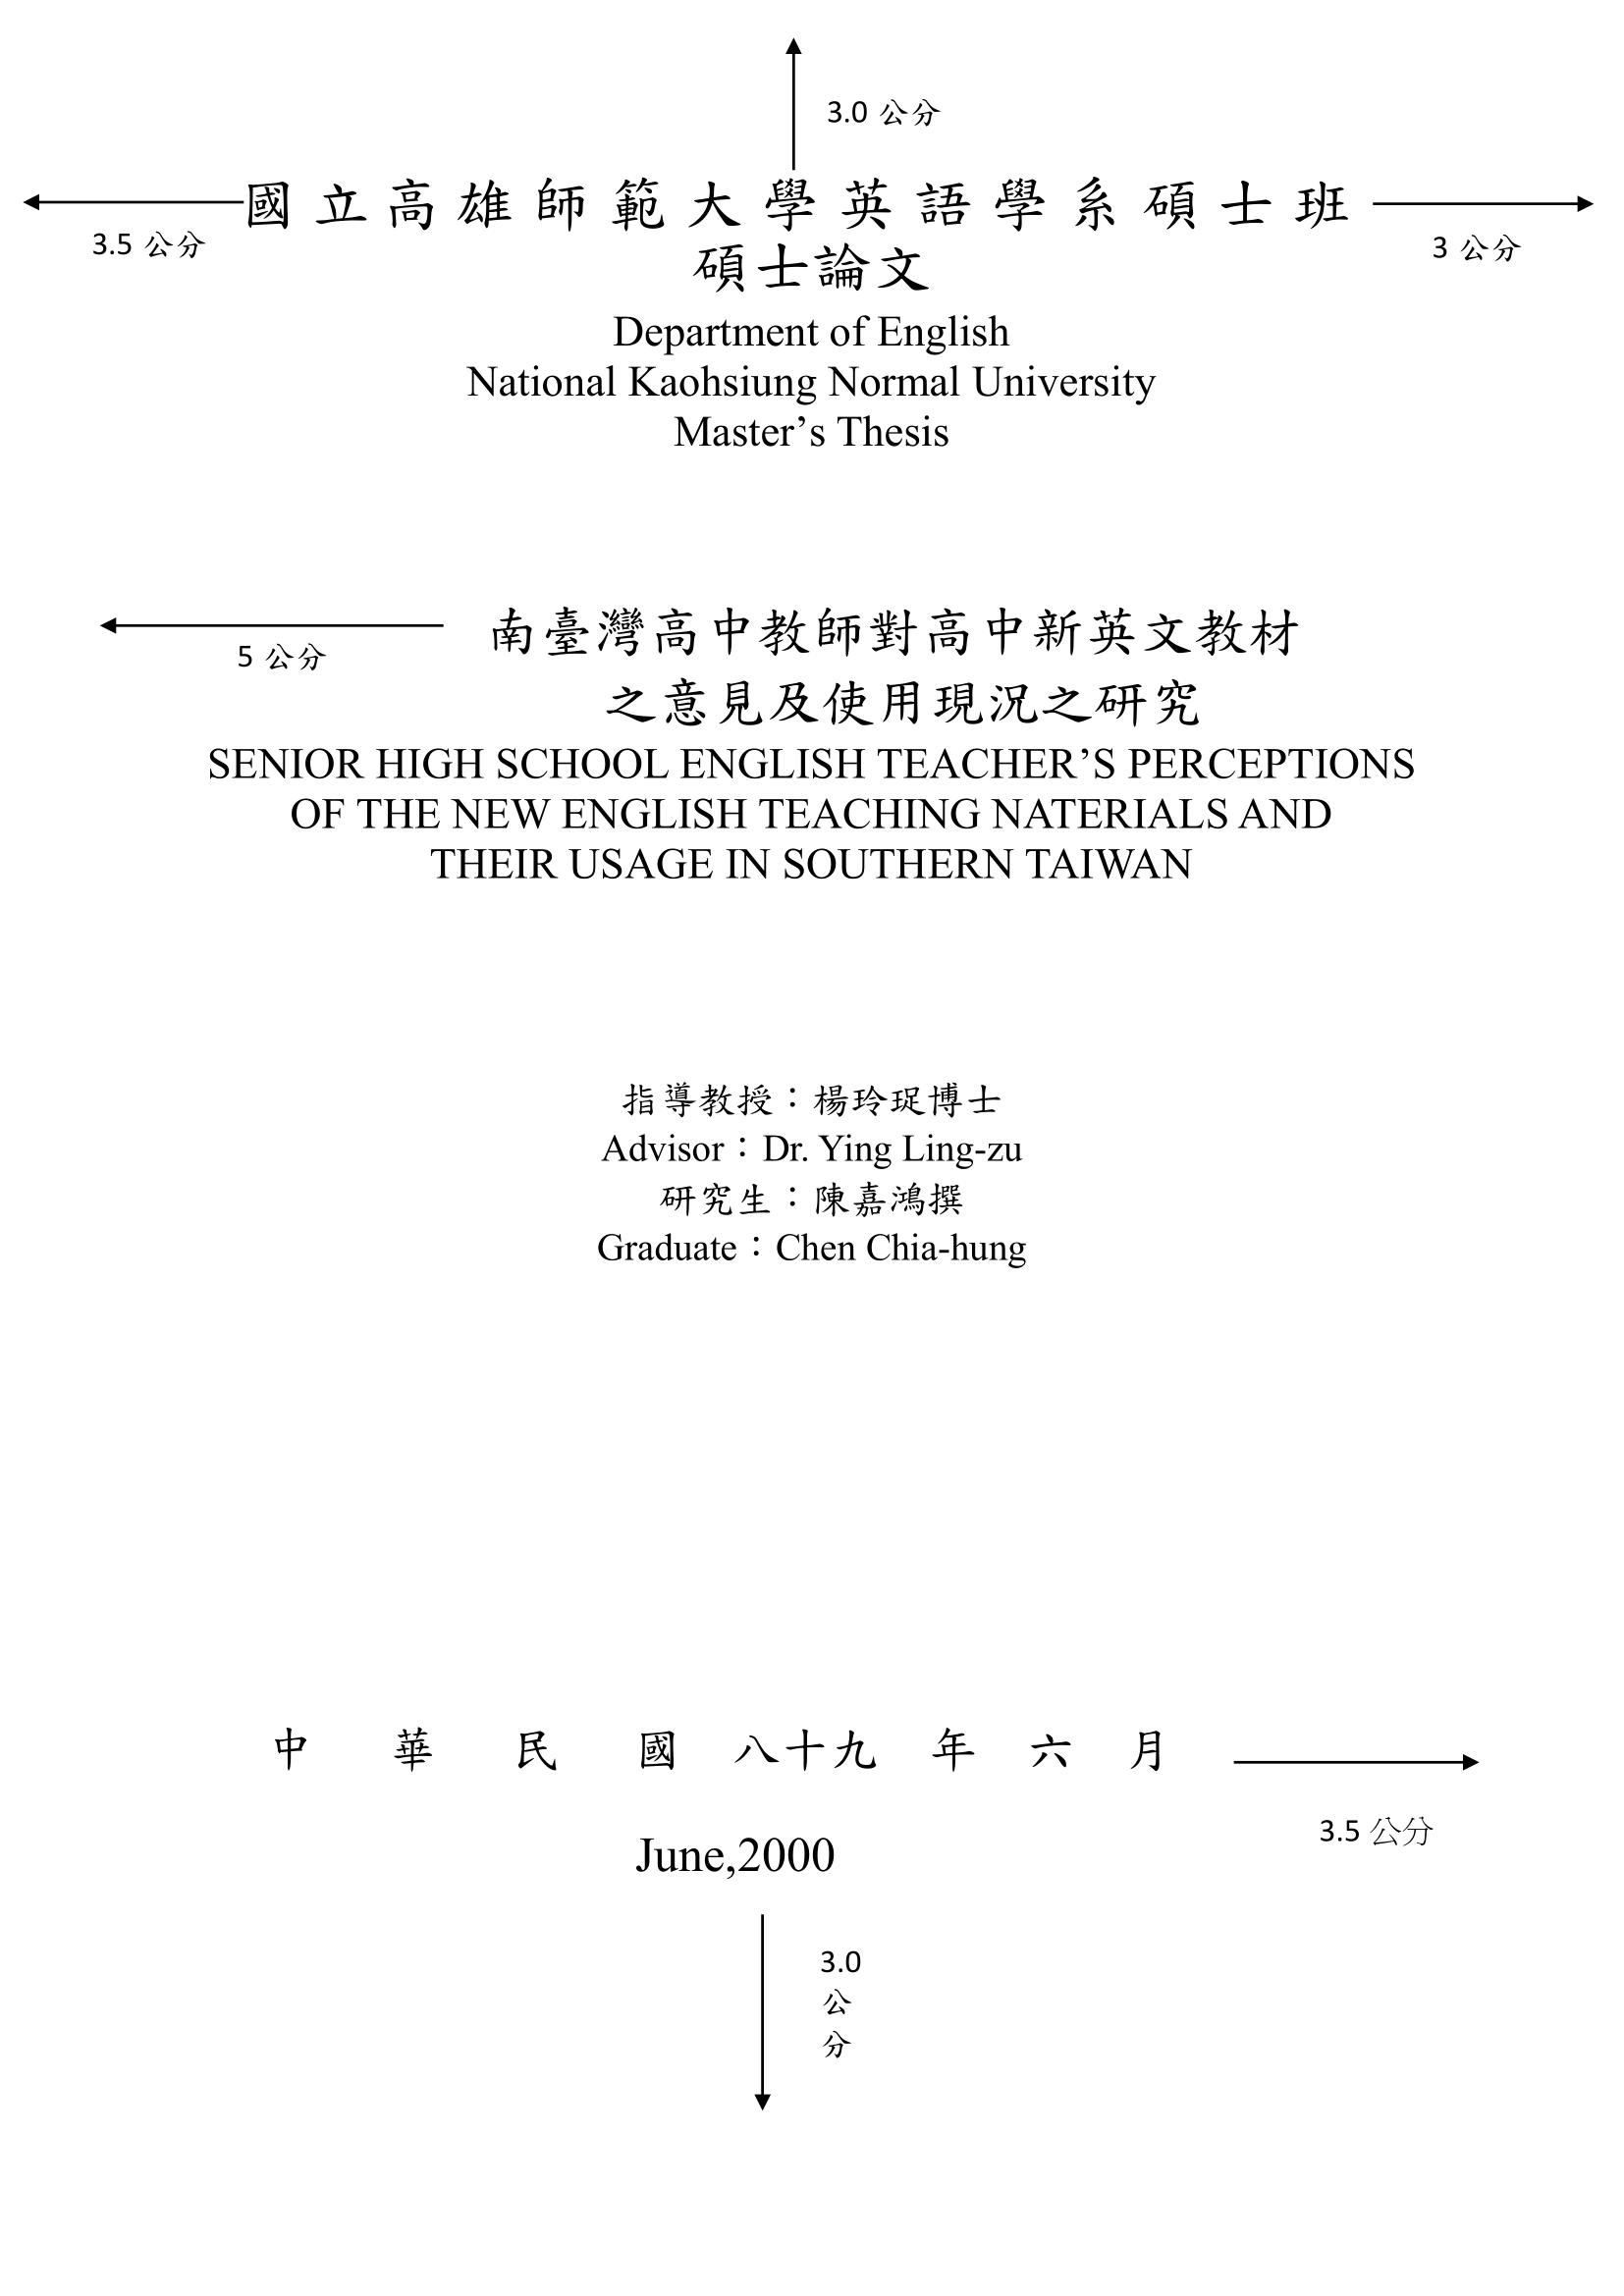 3.0 公分
國立高雄師範大學英語學系碩士班
3.5 公分
3 公分
碩士論文
Department of English
National Kaohsiung Normal University
Master’s Thesis
南臺灣高中教師對高中新英文教材
5 公分
之意見及使用現況之研究
SENIOR HIGH SCHOOL ENGLISH TEACHER’S PERCEPTIONS
OF THE NEW ENGLISH TEACHING NATERIALS AND
THEIR USAGE IN SOUTHERN TAIWAN
指導教授：楊玲珿博士
Advisor：Dr. Ying Ling-zu
研究生：陳嘉鴻撰
Graduate：Chen Chia-hung
中華民國八十九年六月
3.5 公分
June,2000
3.0
公
分